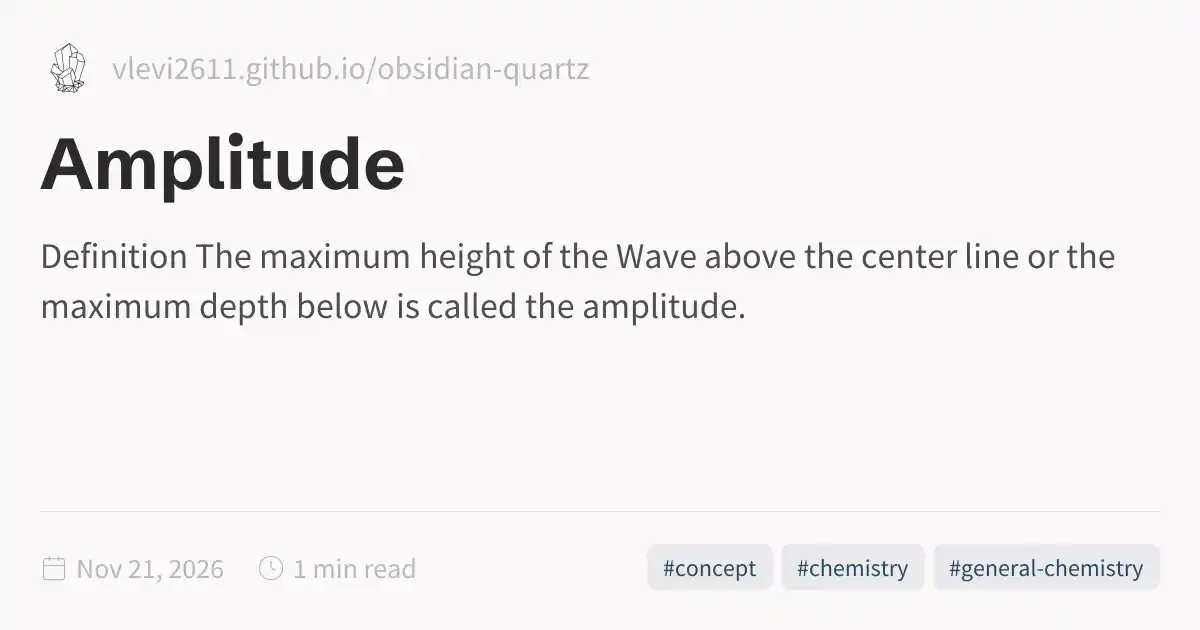 vlevi2611.github.io/obsidian-quartz
Amplitude
Definition The maximum height of the Wave above the center line or the
maximum depth below is called the amplitude.
Nov 21, 2026 1 min read #concept #chemistry #general-chemistry